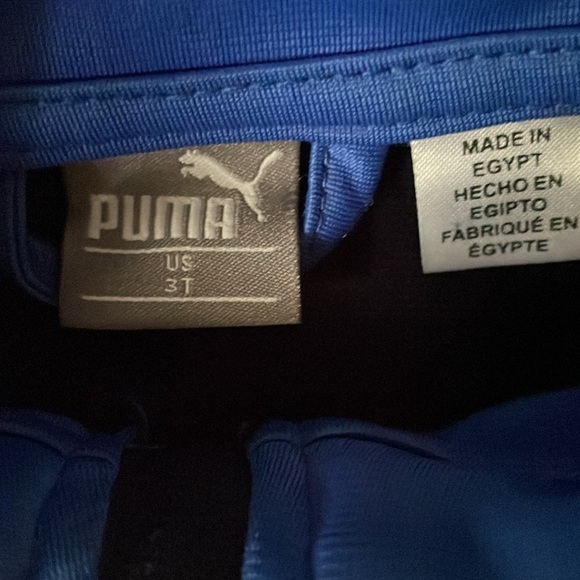 PUMA
US
3T
MADE IN
EGYPT
HECHO EN
EGIPTO
FABRIQUÉ EN
ÉGYPTE